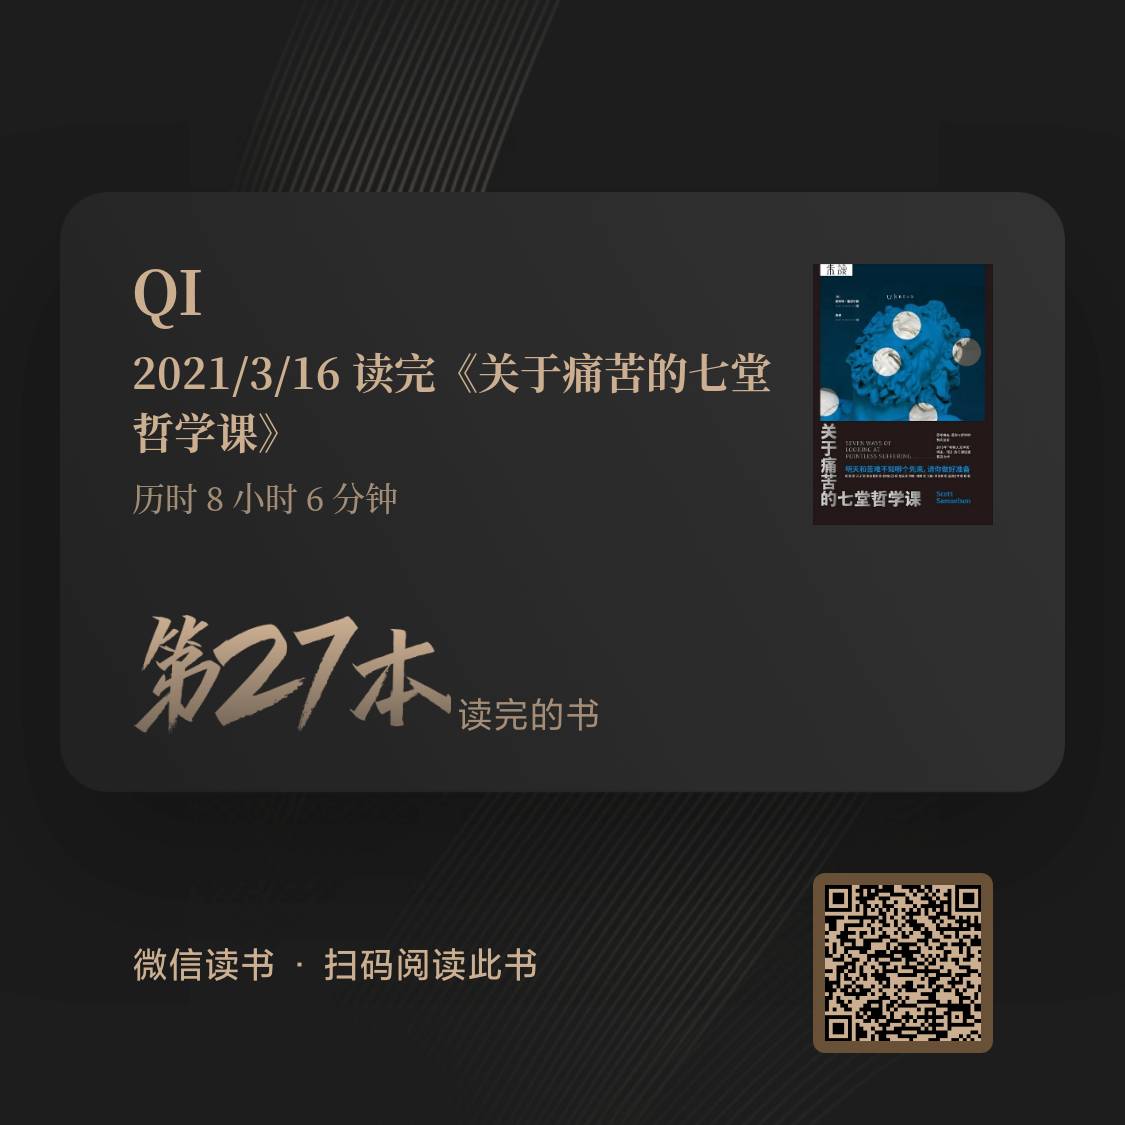 QI
2021/3/16 读完《关于痛苦的七堂
哲学课》
历时 8 小时 6 分钟
关于痛苦
的七堂哲学课
SEVEN WAYS OF
LOOKING AT
POINTLESS SUFFERING
明天和苦难不知哪个先来，请你做好准备
Scott
Samuelson
第27本 读完的书
微信读书 · 扫码阅读此书